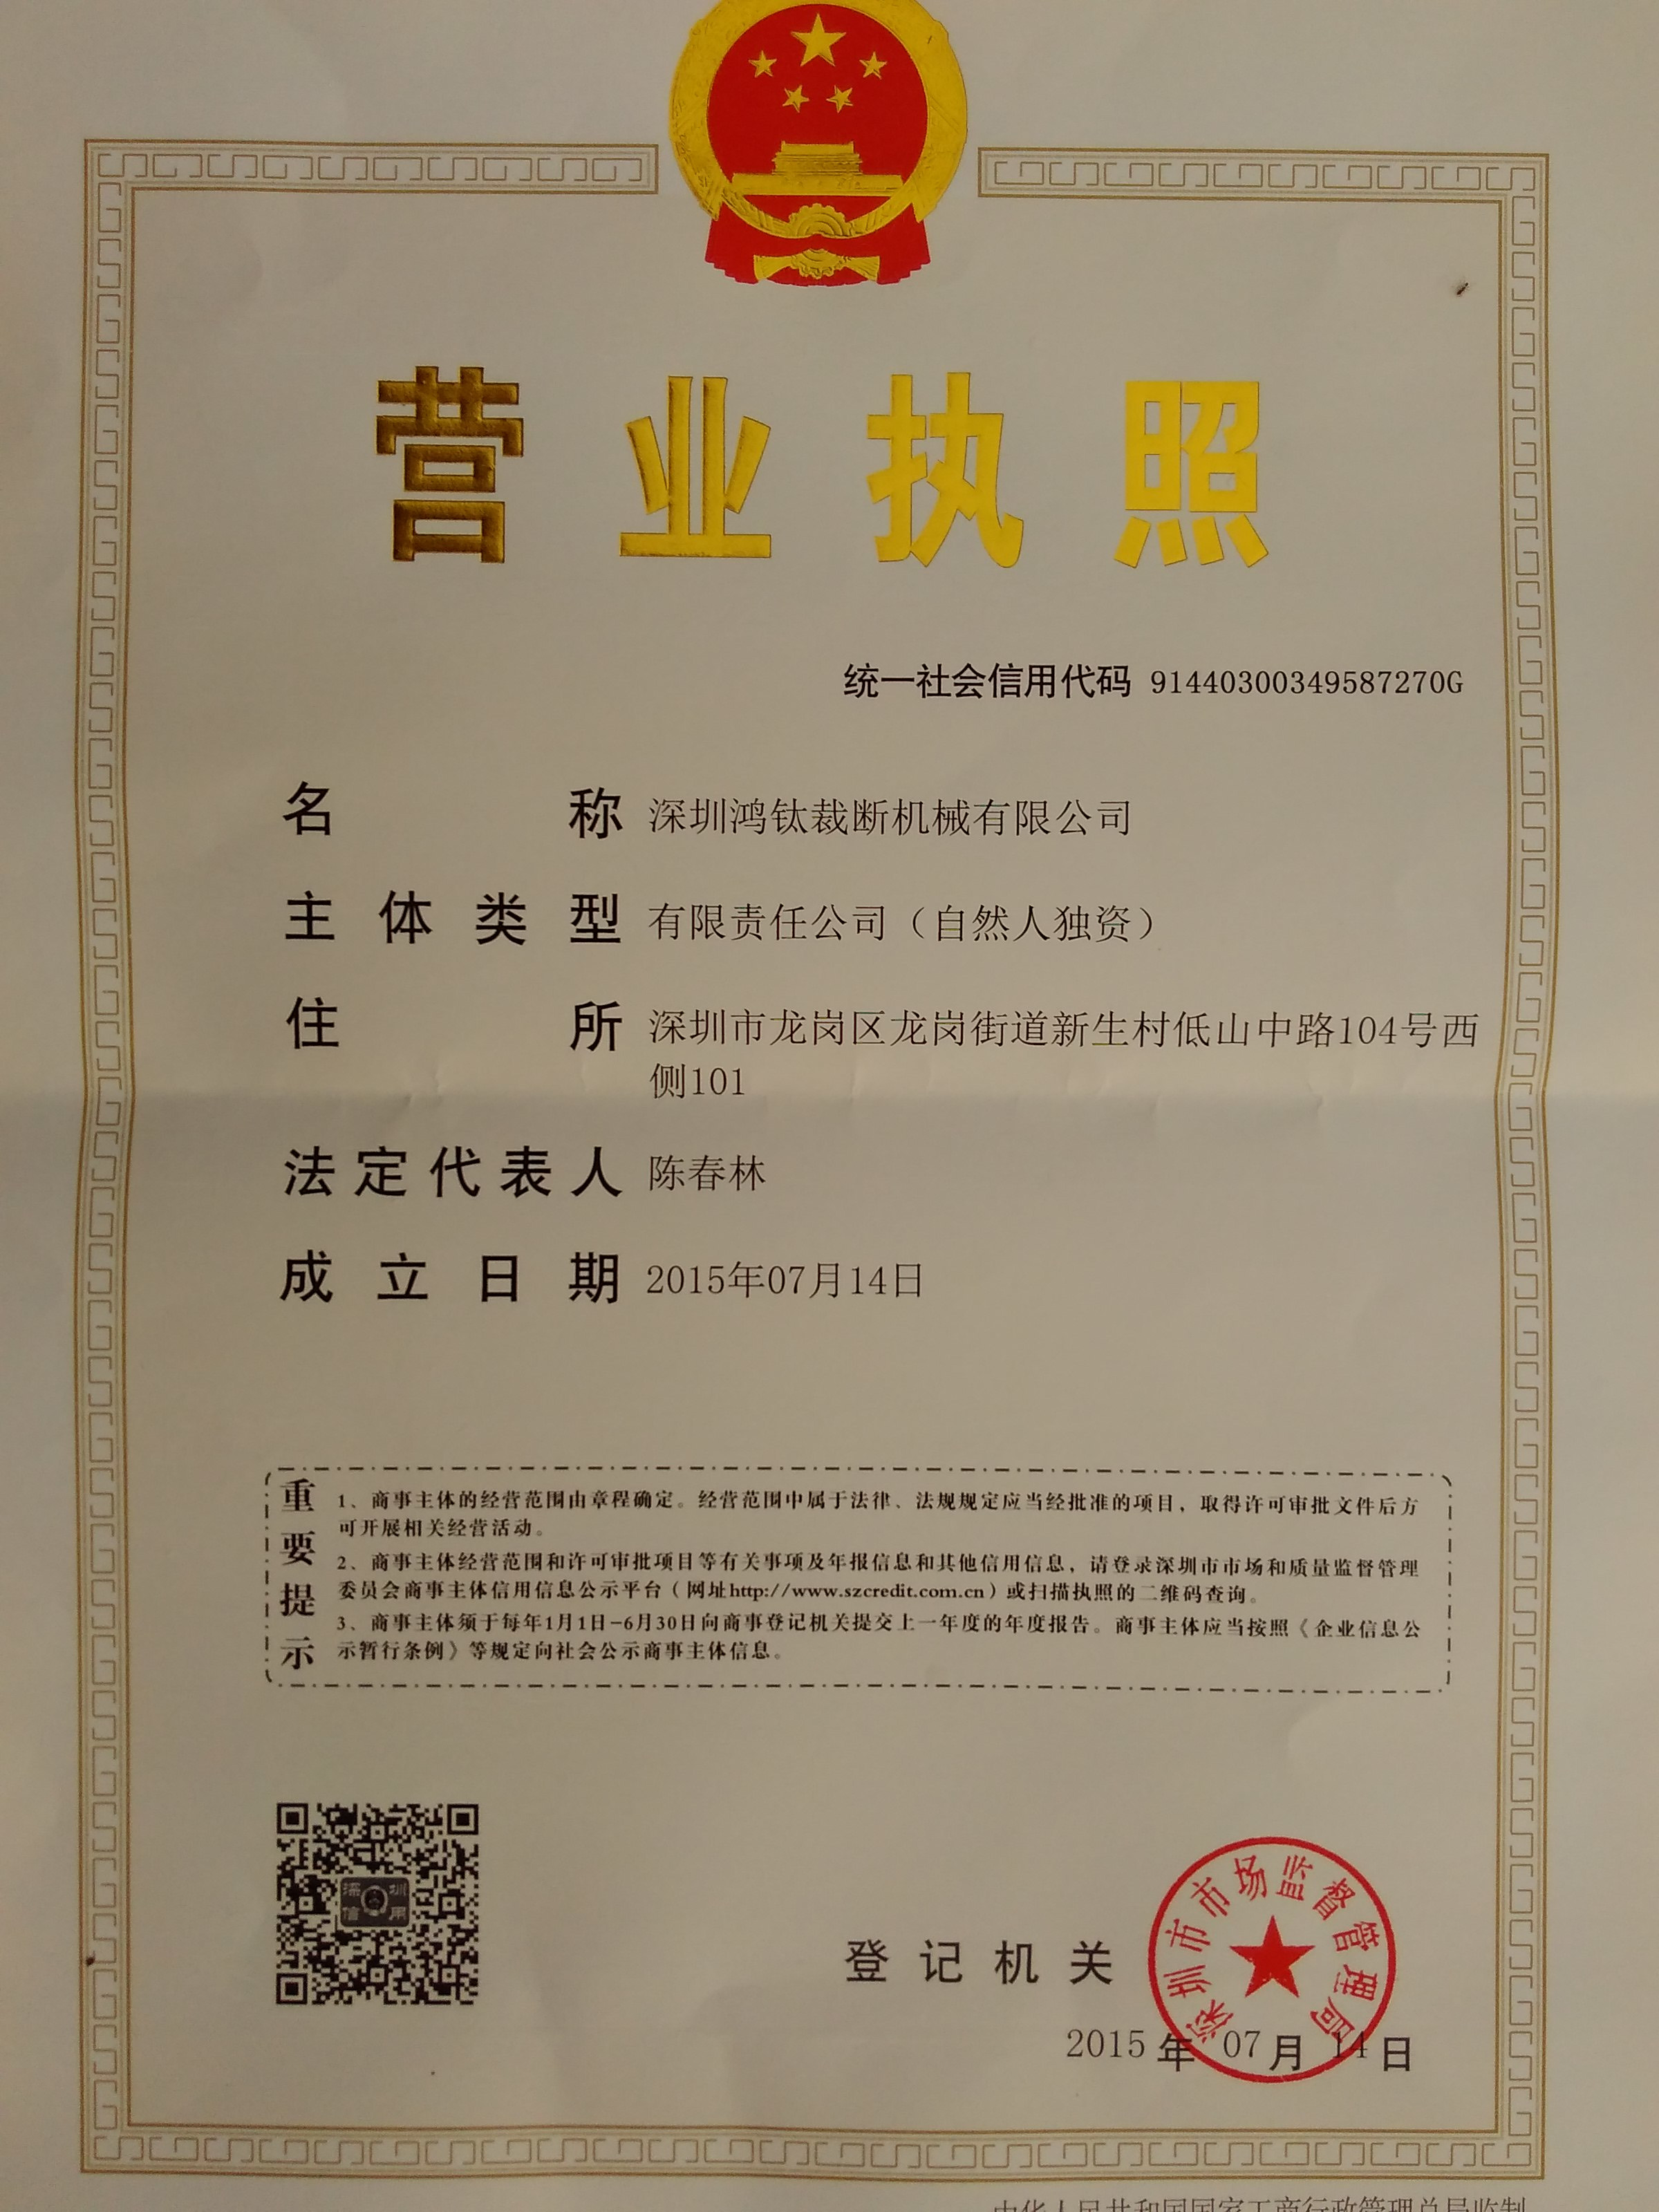 营业执照
统一社会信用代码 91440300349587270G
名称 深圳鸿钛裁断机械有限公司
主体类型 有限责任公司（自然人独资）
住所 深圳市龙岗区龙岗街道新生村低山中路104号西
侧101
法定代表人 陈春林
成立日期 2015年07月14日
重要提示
1、商事主体的经营范围由章程确定。经营范围中属于法律、法规规定应当经批准的项目，取得许可审批文件后方
可开展相关经营活动。
2、商事主体经营范围和许可审批项目等有关事项及年报信息和其他信用信息，请登录深圳市市场和质量监督管理
委员会商事主体信用信息公示平台（网址http://www.szcredit.com.cn）或扫描执照的二维码查询。
3、商事主体须于每年1月1日-6月30日向商事登记机关提交上一年度的年度报告。商事主体应当按照《企业信息公
示暂行条例》等规定向社会公示商事主体信息。
深圳
信用
登记机关
深圳市市场监督管理局
2015年07月14日
中华人民共和国国家工商行政管理总局监制